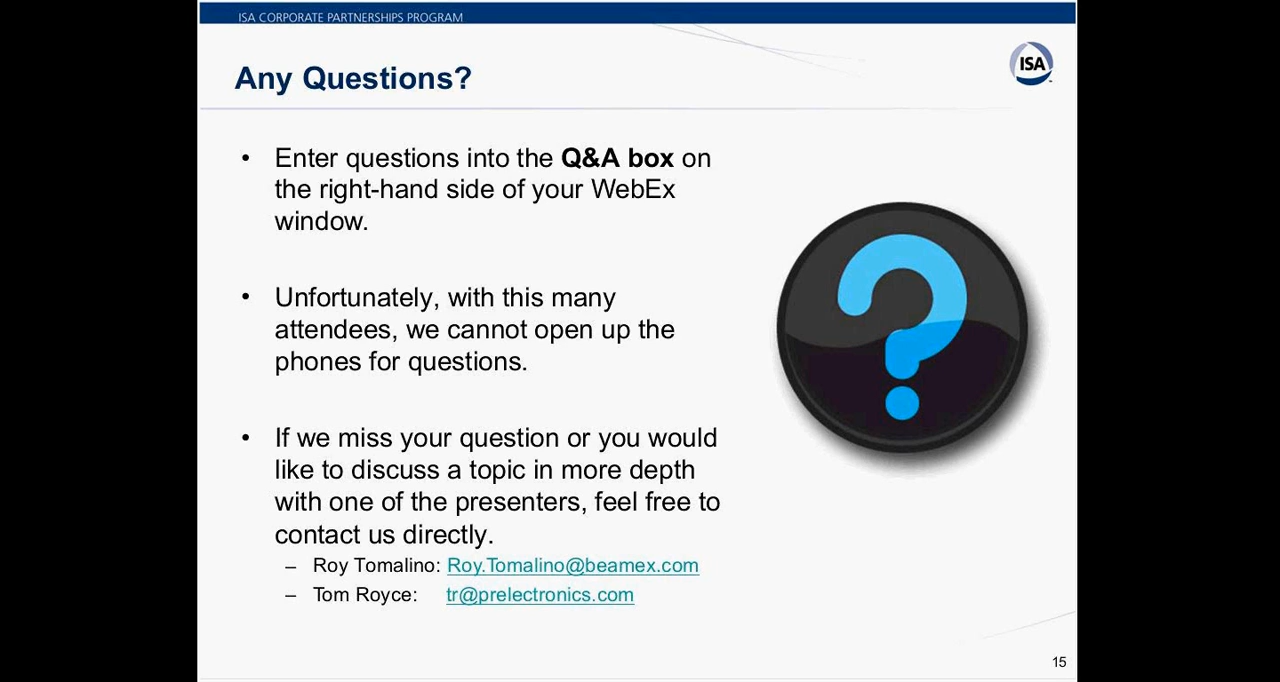 ISA CORPORATE PARTNERSHIPS PROGRAM
ISA
Any Questions?
• Enter questions into the Q&A box on
the right-hand side of your WebEx
window.
• Unfortunately, with this many
attendees, we cannot open up the
phones for questions.
• If we miss your question or you would
like to discuss a topic in more depth
with one of the presenters, feel free to
contact us directly.
– Roy Tomalino: Roy.Tomalino@beamex.com
– Tom Royce: tr@prelectronics.com
?
15